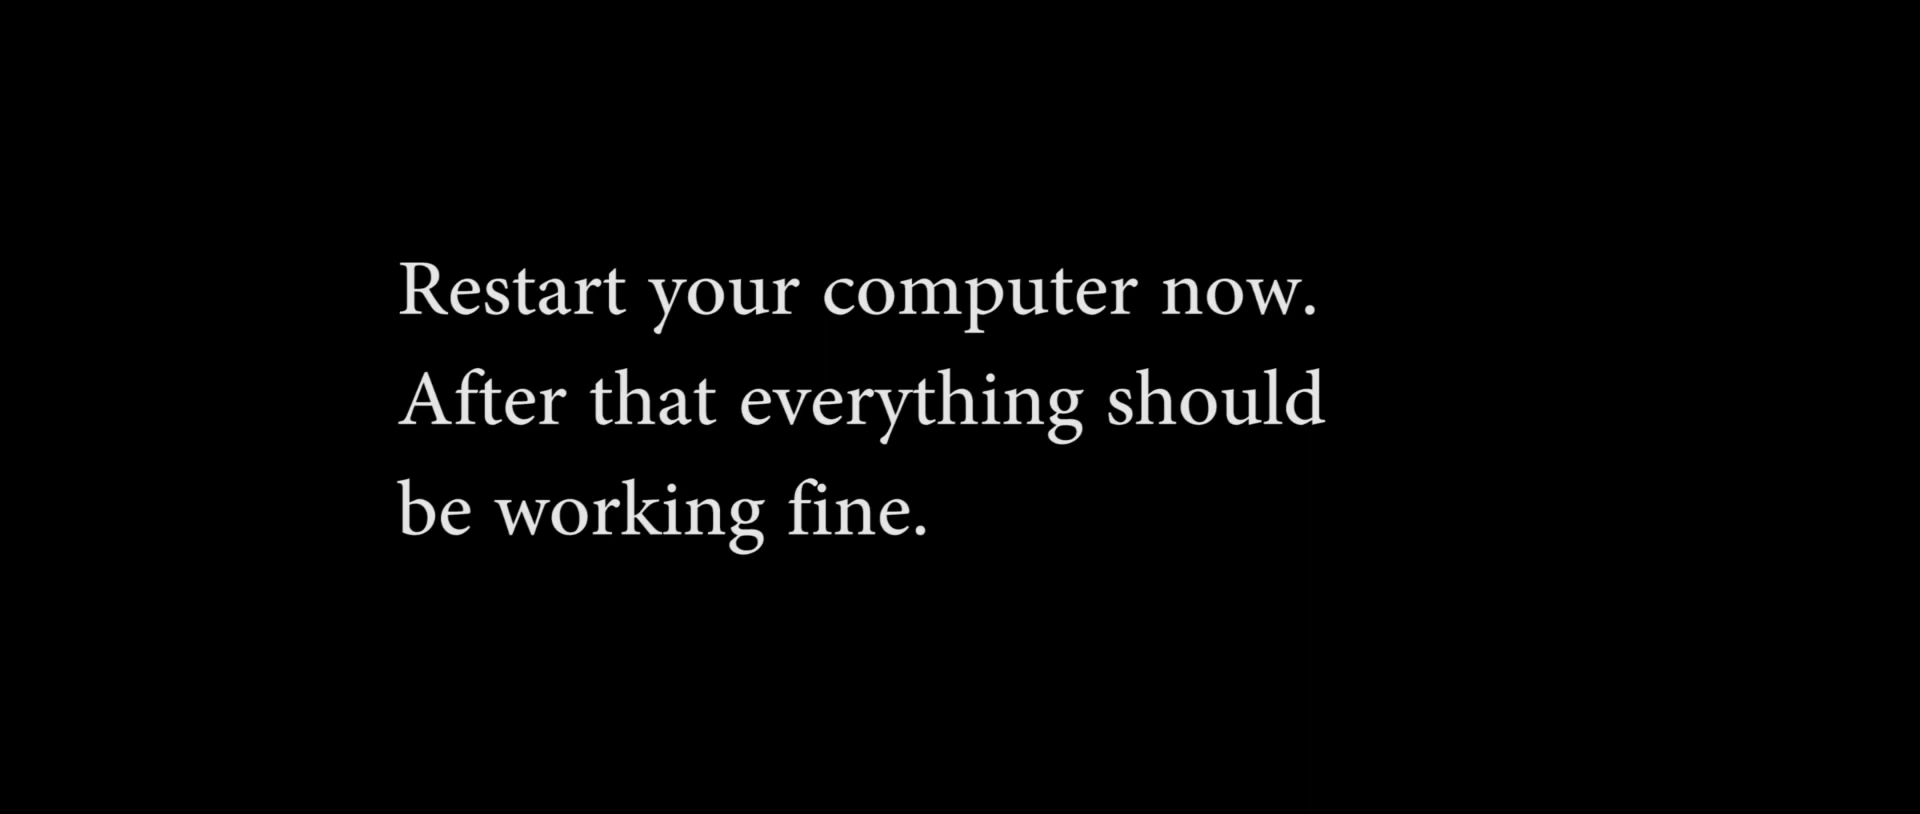 Restart your computer now.
After that everything should
be working fine.